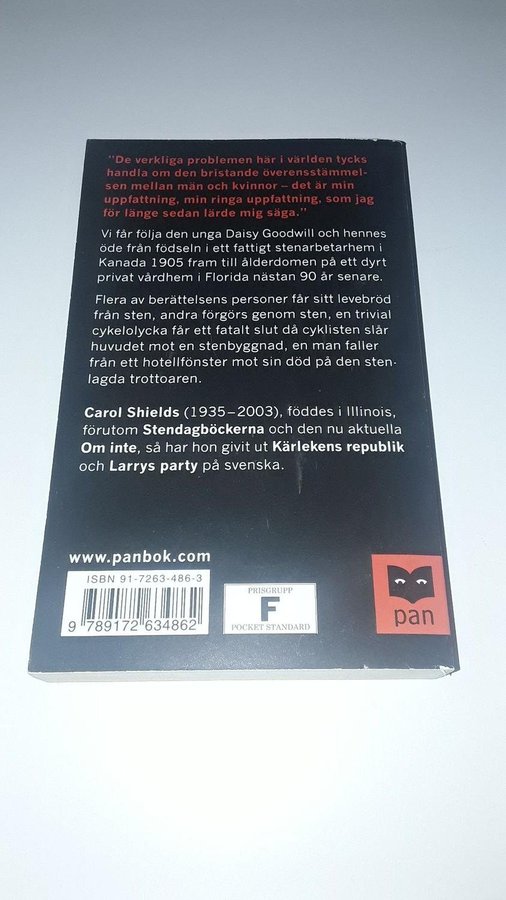 "De verkliga problemen här i världen tycks
handla om den bristande överensstämmel-
sen mellan män och kvinnor – det är min
uppfattning, min ringa uppfattning, som jag
för länge sedan lärde mig säga."
Vi får följa den unga Daisy Goodwill och hennes
öde från födseln i ett fattigt stenarbetarhem i
Kanada 1905 fram till ålderdomen på ett dyrt
privat vårdhem i Florida nästan 90 år senare.
Flera av berättelsens personer får sitt levebröd
från sten, andra förgörs genom sten, en trivial
cykelolycka får ett fatalt slut då cyklisten slår
huvudet mot en stenbyggnad, en man faller
från ett hotellfönster mot sin död på den sten-
lagda trottoaren.
Carol Shields (1935–2003), föddes i Illinois,
förutom Stendagböckerna och den nu aktuella
Om inte, så har hon givit ut Kärlekens republik
och Larrys party på svenska.
www.panbok.com
ISBN 91-7263-486-3
9 789172 634862
PRISGRUPP
F
POCKET STANDARD
pan